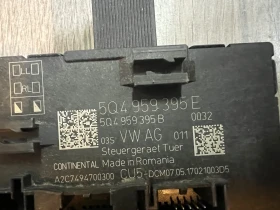 5Q4 959 395 E
5Q4 959 395 B 0032
035 VW AG 011
Steuergeraet Tuer
CONTINENTAL Made in Romania
A2C7494700300 CU5-DCM07.05.17021003D5